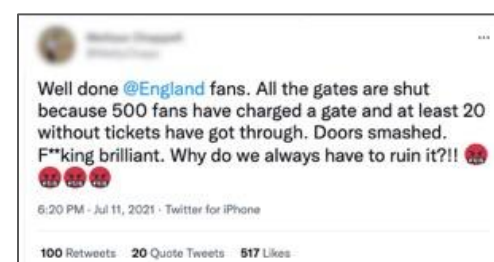 Well done @England fans. All the gates are shut
because 500 fans have charged a gate and at least 20
without tickets have got through. Doors smashed.
F**king brilliant. Why do we always have to ruin it?!!
6:20 PM - Jul 11, 2021 - Twitter for iPhone
100 Retweets 20 Quote Tweets 517 Likes